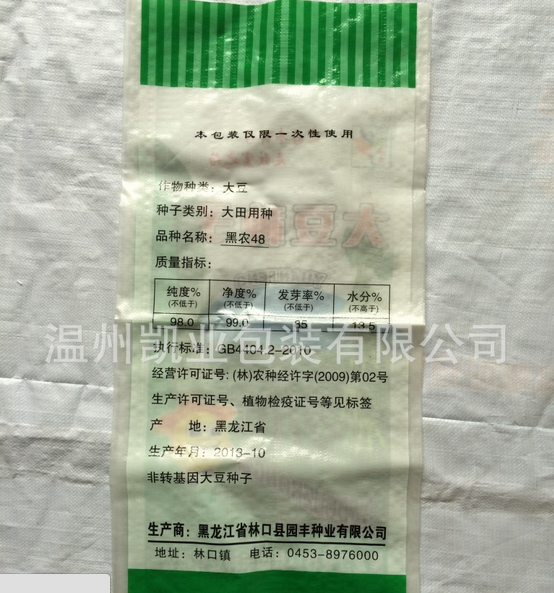 本包装仅限一次性使用
作物种类：大豆
种子类别：大田用种
品种名称：黑农48
质量指标：
纯度% 净度% 发芽率% 水分%
(不低于) (不低于) (不低于) (不高于)
98.0 99.0 85 13.5
温州凯业包装有限公司
执行标准：GB4404.2-2010
经营许可证号：(林)农种经许字(2009)第02号
生产许可证号、植物检疫证号等见标签
产 地：黑龙江省
生产年月：2013-10
非转基因大豆种子
生产商：黑龙江省林口县园丰种业有限公司
地址：林口镇 电话：0453-8976000